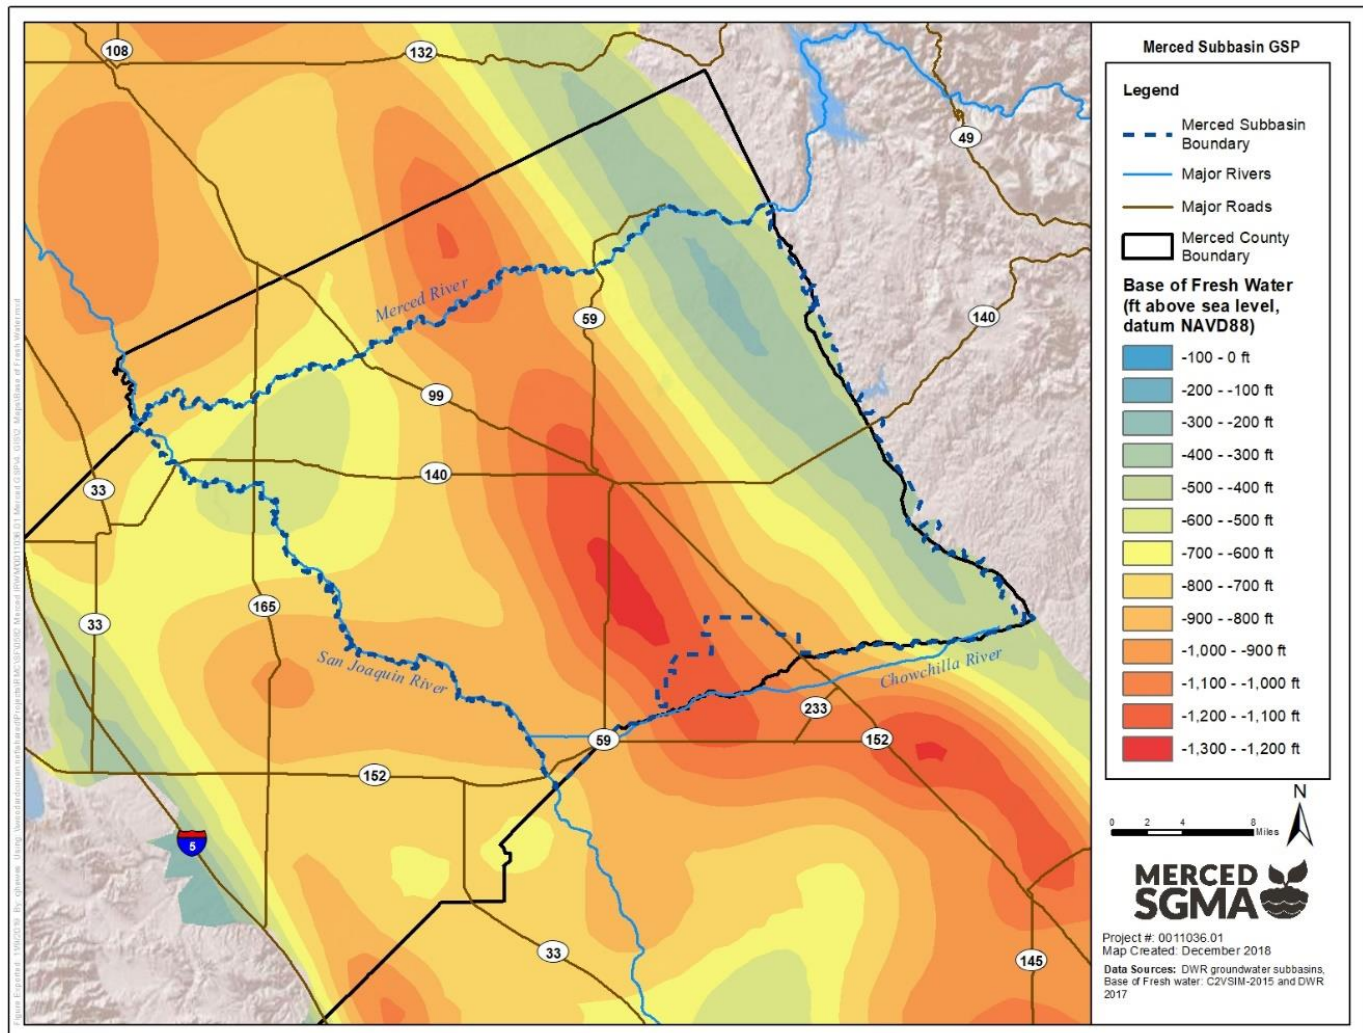 108
132
49
Merced River
59
140
99
140
33
33
165
San Joaquin River
Chowchilla River
233
59
152
152
5
33
145
Merced Subbasin GSP
Legend
Merced Subbasin
Boundary
Major Rivers
Major Roads
Merced County
Boundary
Base of Fresh Water
(ft above sea level,
datum NAVD88)
-100 - 0 ft
-200 - -100 ft
-300 - -200 ft
-400 - -300 ft
-500 - -400 ft
-600 - -500 ft
-700 - -600 ft
-800 - -700 ft
-900 - -800 ft
-1,000 - -900 ft
-1,100 - -1,000 ft
-1,200 - -1,100 ft
-1,300 - -1,200 ft
N
0 2 4 8
Miles
MERCED
SGMA
Project #: 0011036.01
Map Created: December 2018
Data Sources: DWR groundwater subbasins,
Base of Fresh water: C2VSIM-2015 and DWR
2017